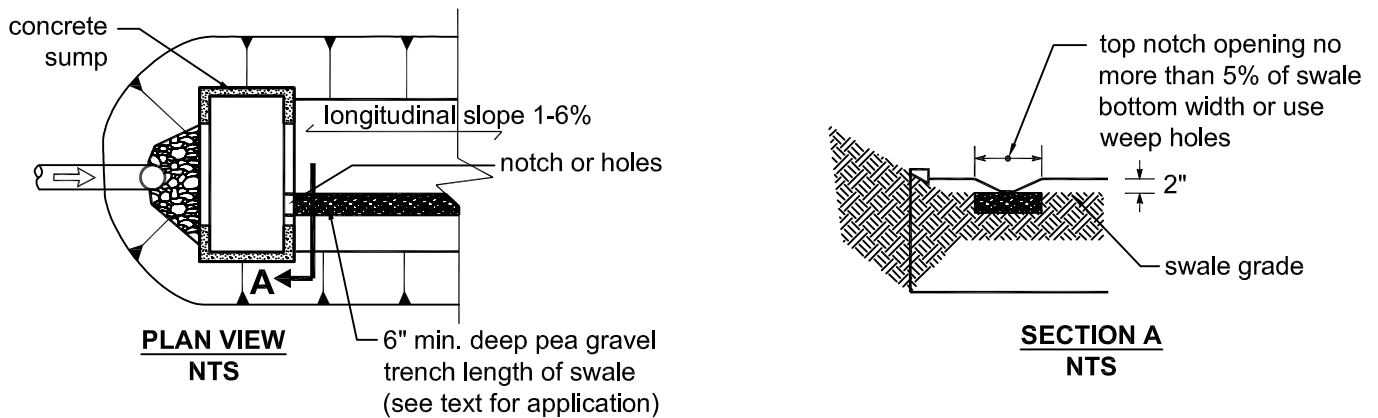 concrete
sump
longitudinal slope 1-6%
notch or holes
A
6" min. deep pea gravel
trench length of swale
(see text for application)
PLAN VIEW
NTS
top notch opening no
more than 5% of swale
bottom width or use
weep holes
2"
swale grade
SECTION A
NTS